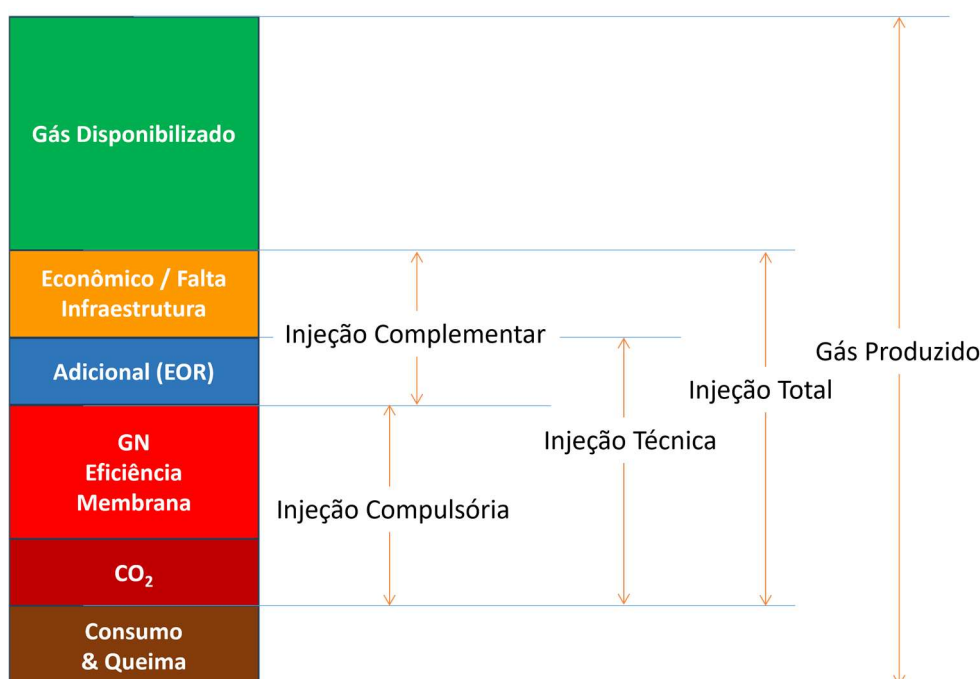 Gás Disponibilizado
Econômico / Falta
Infraestrutura
Adicional (EOR)
GN
Eficiência
Membrana
CO₂
Consumo
& Queima
Injeção Complementar
Injeção Compulsória
Injeção Técnica
Injeção Total
Gás Produzido